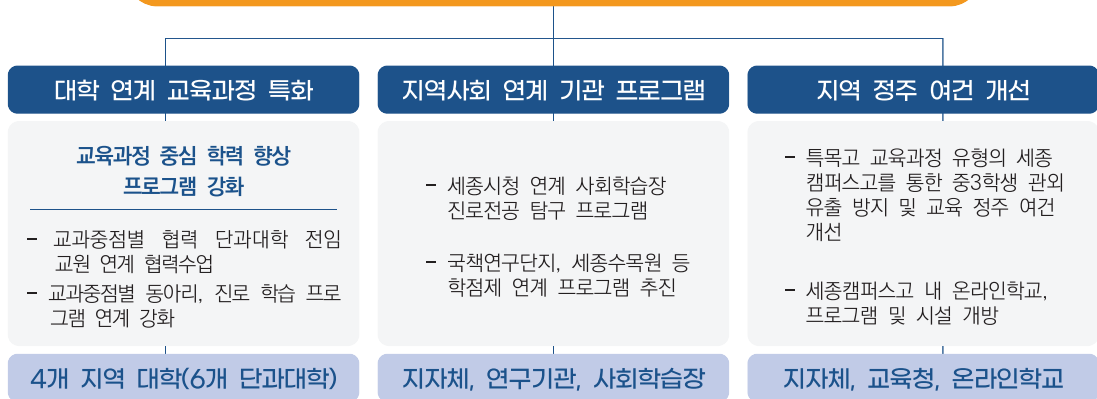 대학 연계 교육과정 특화
교육과정 중심 학력 향상
프로그램 강화
- 교과중점별 협력 단과대학 전임
교원 연계 협력수업
- 교과중점별 동아리, 진로 학습 프로
그램 연계 강화
4개 지역 대학(6개 단과대학)
지역사회 연계 기관 프로그램
- 세종시청 연계 사회학습장
진로전공 탐구 프로그램
- 국책연구단지, 세종수목원 등
학점제 연계 프로그램 추진
지자체, 연구기관, 사회학습장
지역 정주 여건 개선
- 특목고 교육과정 유형의 세종
캠퍼스고를 통한 중3학생 관외
유출 방지 및 교육 정주 여건
개선
- 세종캠퍼스고 내 온라인학교,
프로그램 및 시설 개방
지자체, 교육청, 온라인학교